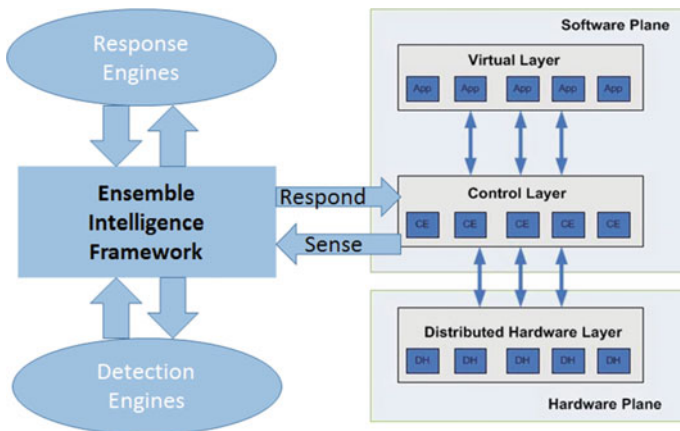 Response
Engines
Ensemble
Intelligence
Framework
Detection
Engines
Respond
Sense
Software Plane
Virtual Layer
App App App App App
Control Layer
CE CE CE CE CE
Distributed Hardware Layer
DH DH DH DH DH
Hardware Plane